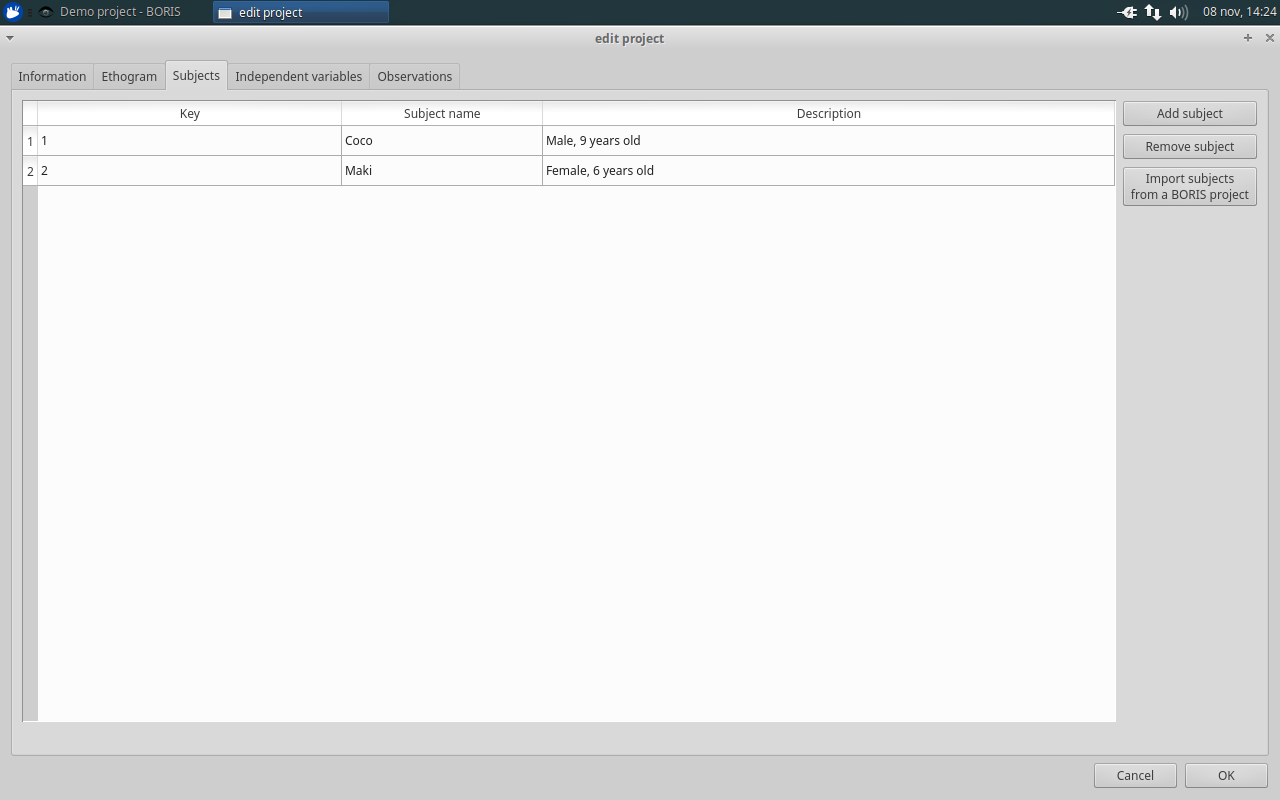 Demo project - BORIS edit project 08 nov, 14:24
edit project
Information Ethogram Subjects Independent variables Observations
Key Subject name Description
1 1 Coco Male, 9 years old
2 2 Maki Female, 6 years old
Add subject
Remove subject
Import subjects
from a BORIS project
Cancel OK